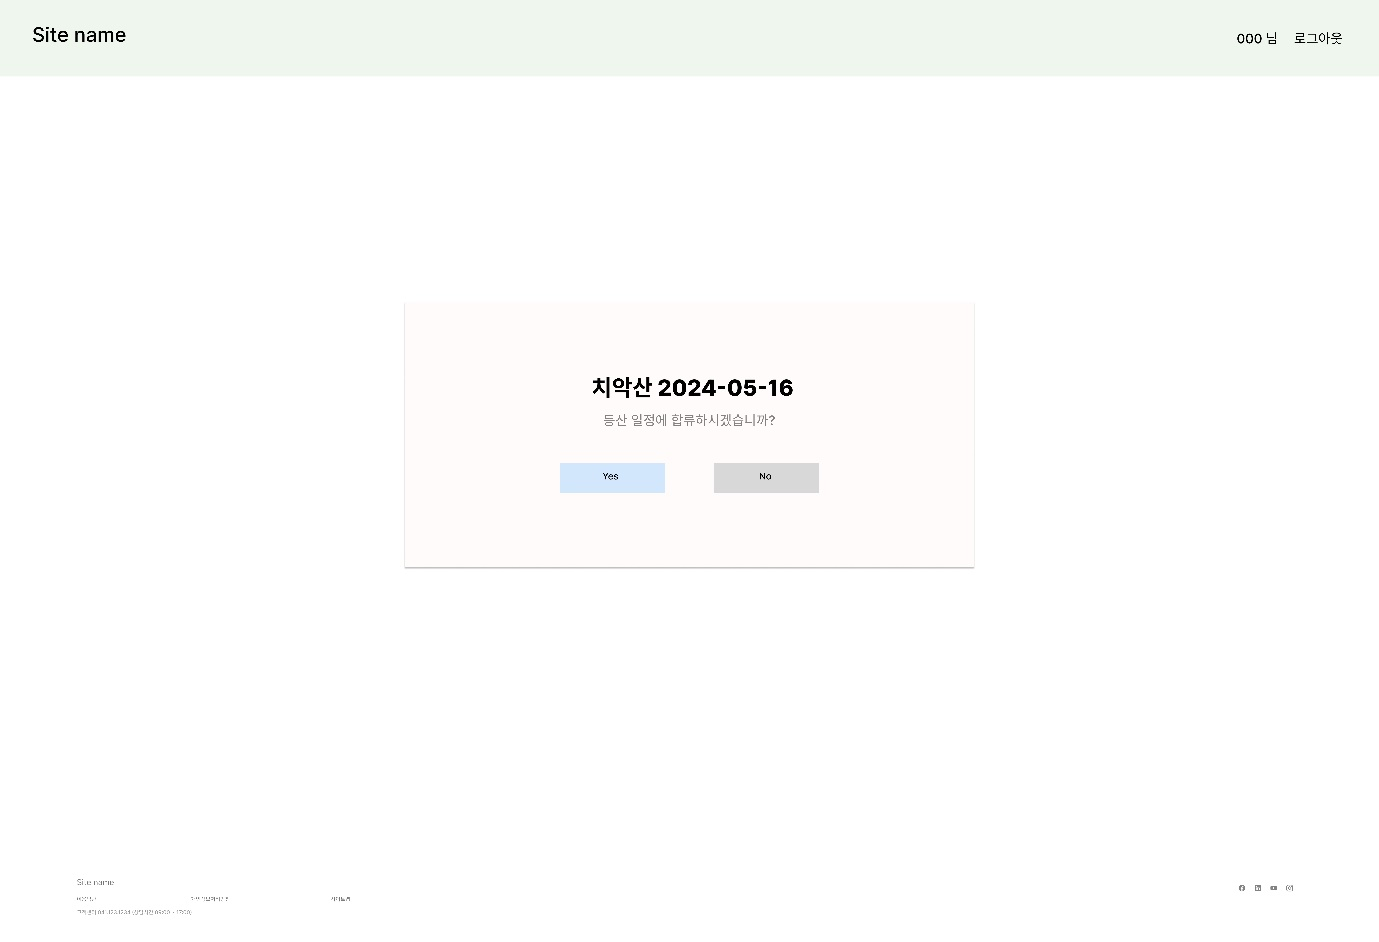 Site name
000 님 로그아웃
치악산 2024-05-16
등산 일정에 합류하시겠습니까?
Yes No
Site name